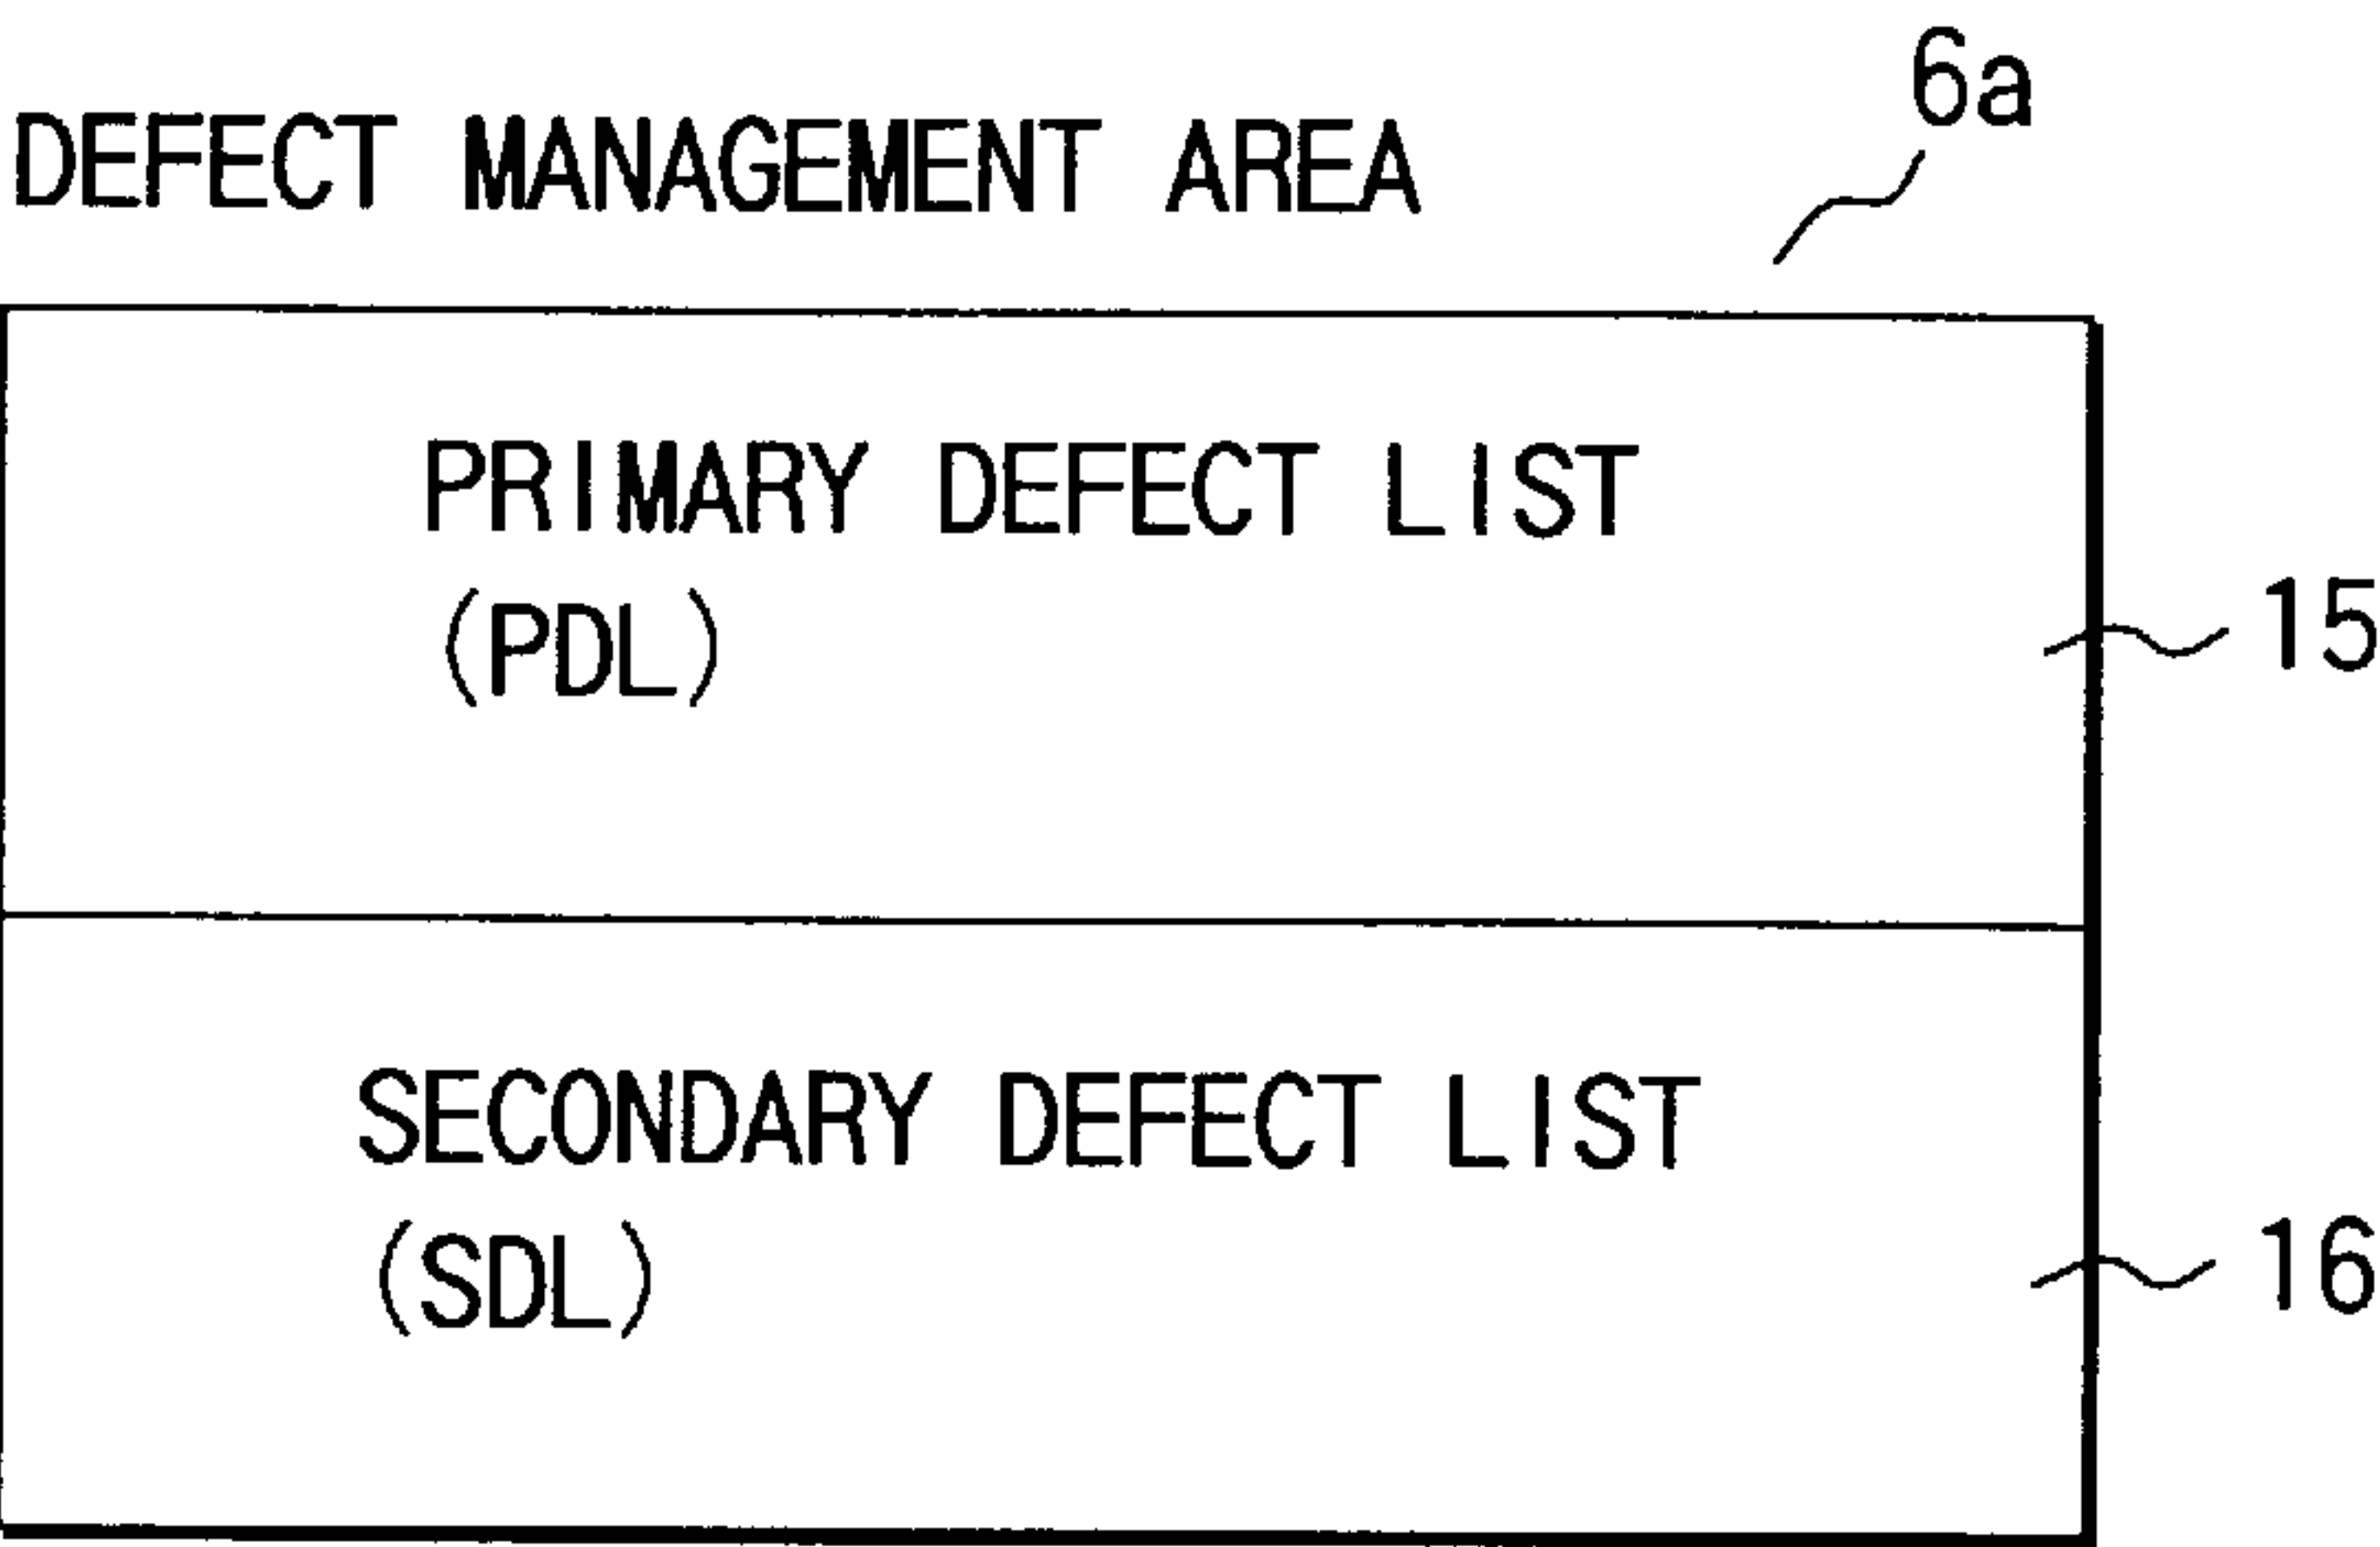 6a
DEFECT MANAGEMENT AREA
PRIMARY DEFECT LIST
(PDL)
15
SECONDARY DEFECT LIST
(SDL)
16